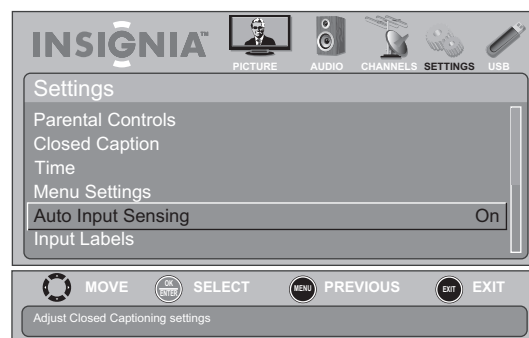 INSIGNIA™
PICTURE AUDIO CHANNELS SETTINGS USB
Settings
Parental Controls
Closed Caption
Time
Menu Settings
Auto Input Sensing On
Input Labels
MOVE OK ENTER SELECT MENU PREVIOUS EXIT EXIT
Adjust Closed Captioning settings